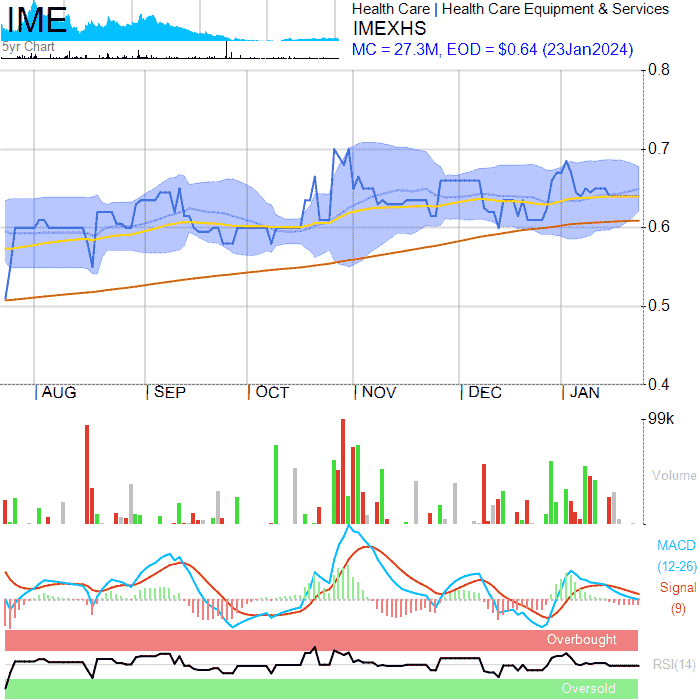 IME
5yr Chart
Health Care | Health Care Equipment & Services
IMEXHS
MC = 27.3M, EOD = $0.64 (23Jan2024)
0.8
0.7
0.6
0.5
0.4
| AUG | SEP | OCT | NOV | DEC | JAN
99k
Volume
MACD
(12-26)
Signal
(9)
Overbought
RSI(14)
Oversold